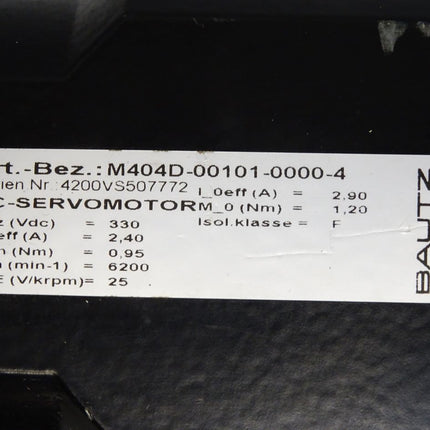 rt.-Bez.: M404D-00101-0000-4
ien Nr.:4200VS507772 I_0eff (A) = 2,90
C-SERVOMOTOR M_0 (Nm) = 1,20
z (Vdc) = 330 Isol.klasse = F
eff (A) = 2,40
n (Nm) = 0,95
n (min-1) = 6200
E (V/krpm)= 25
BAUTZ